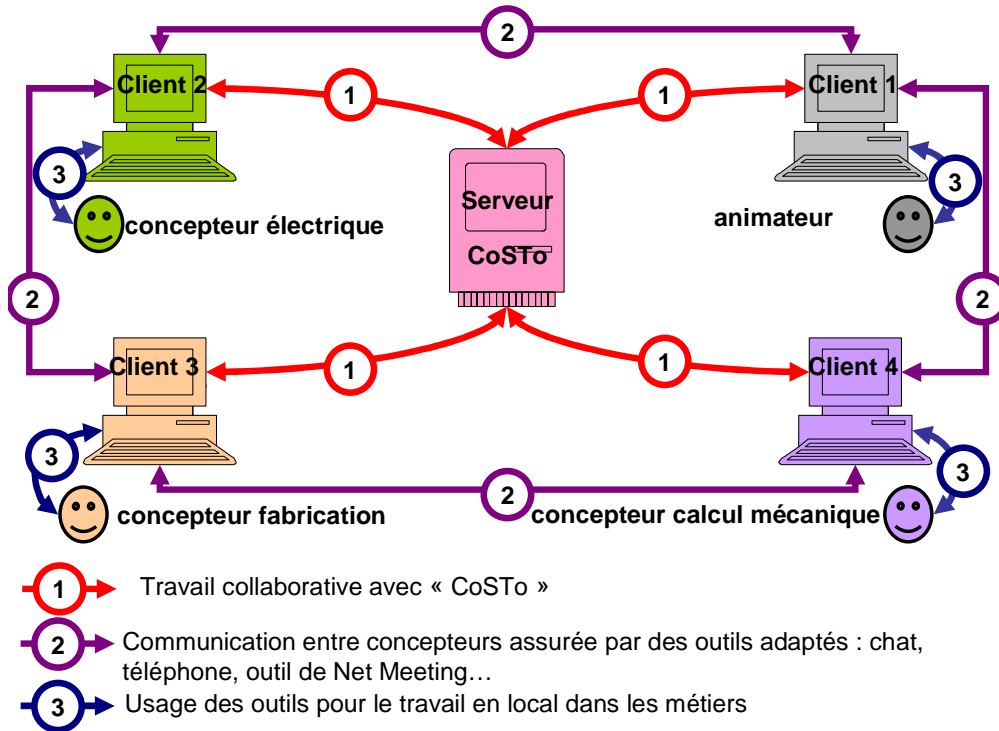 2
Client 2
Client 1
1
1
3
Serveur
3
concepteur électrique
animateur
CoSTo
2
2
Client 3
1
1
Client 4
3
3
2
concepteur fabrication
concepteur calcul mécanique
1 Travail collaborative avec « CoSTo »
2 Communication entre concepteurs assurée par des outils adaptés : chat,
téléphone, outil de Net Meeting…
3 Usage des outils pour le travail en local dans les métiers